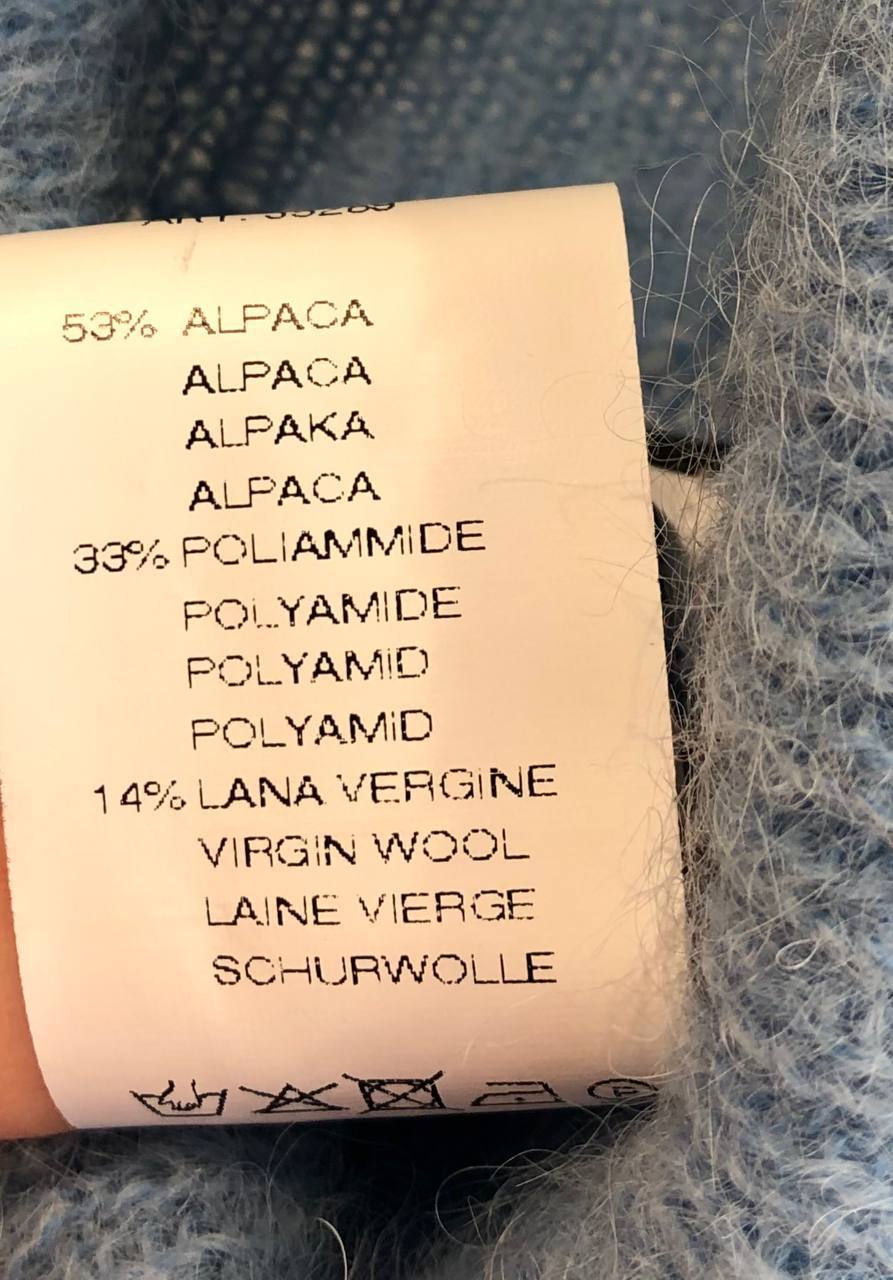 53% ALPACA
ALPACA
ALPAKA
ALPACA
33% POLIAMMIDE
POLYAMIDE
POLYAMID
POLYAMID
14% LANA VERGINE
VIRGIN WOOL
LAINE VIERGE
SCHURWOLLE
P